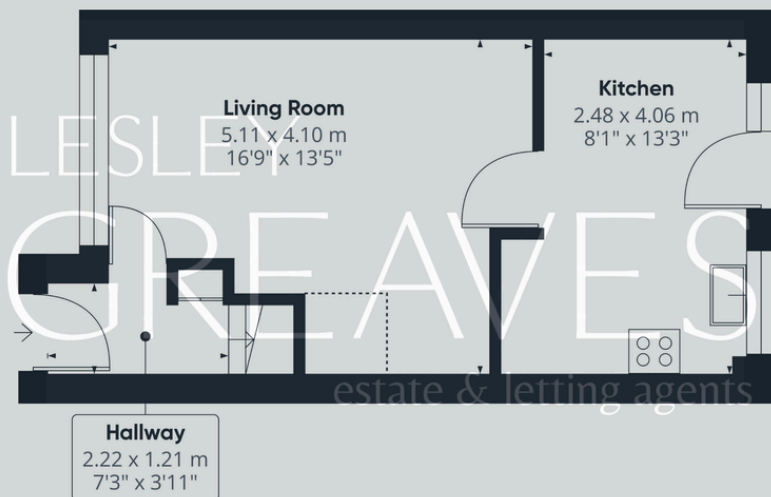 Living Room
5.11 x 4.10 m
16'9" x 13'5"
Kitchen
2.48 x 4.06 m
8'1" x 13'3"
LESLEY
GREAVES
estate & letting agents
Hallway
2.22 x 1.21 m
7'3" x 3'11"